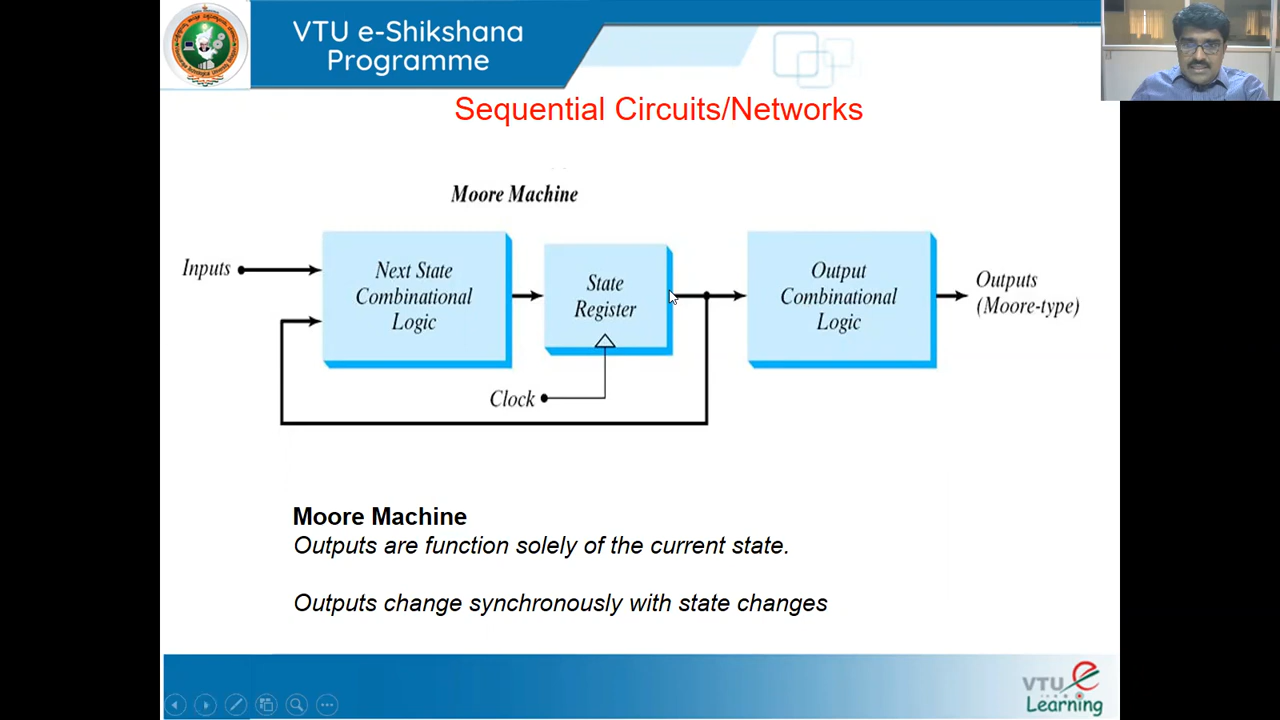 VTU e-Shikshana
Programme
Sequential Circuits/Networks
Moore Machine
Inputs
Next State
Combinational
Logic
State
Register
Output
Combinational
Logic
Outputs
(Moore-type)
Clock
Moore Machine
Outputs are function solely of the current state.
Outputs change synchronously with state changes
VTU e
Learning